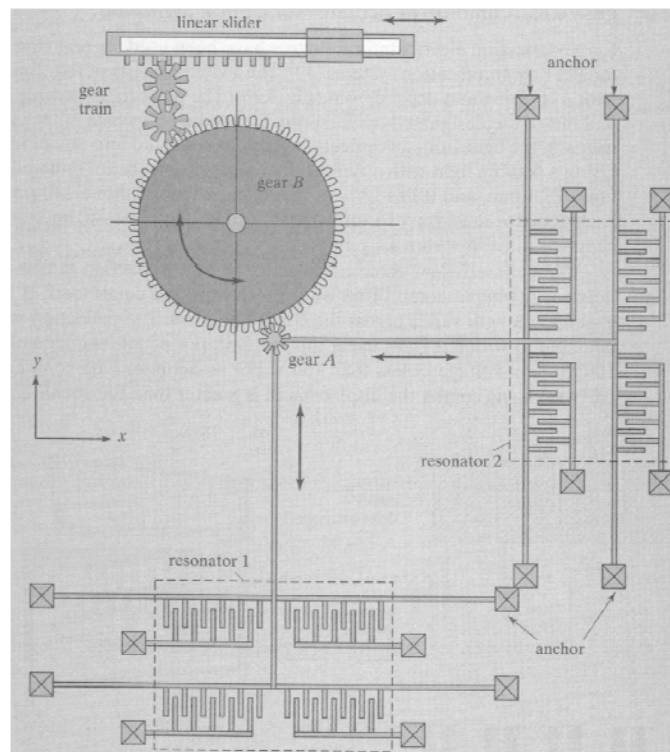 linear slider
anchor
gear
train
gear B
gear A
y
x
resonator 2
resonator 1
anchor